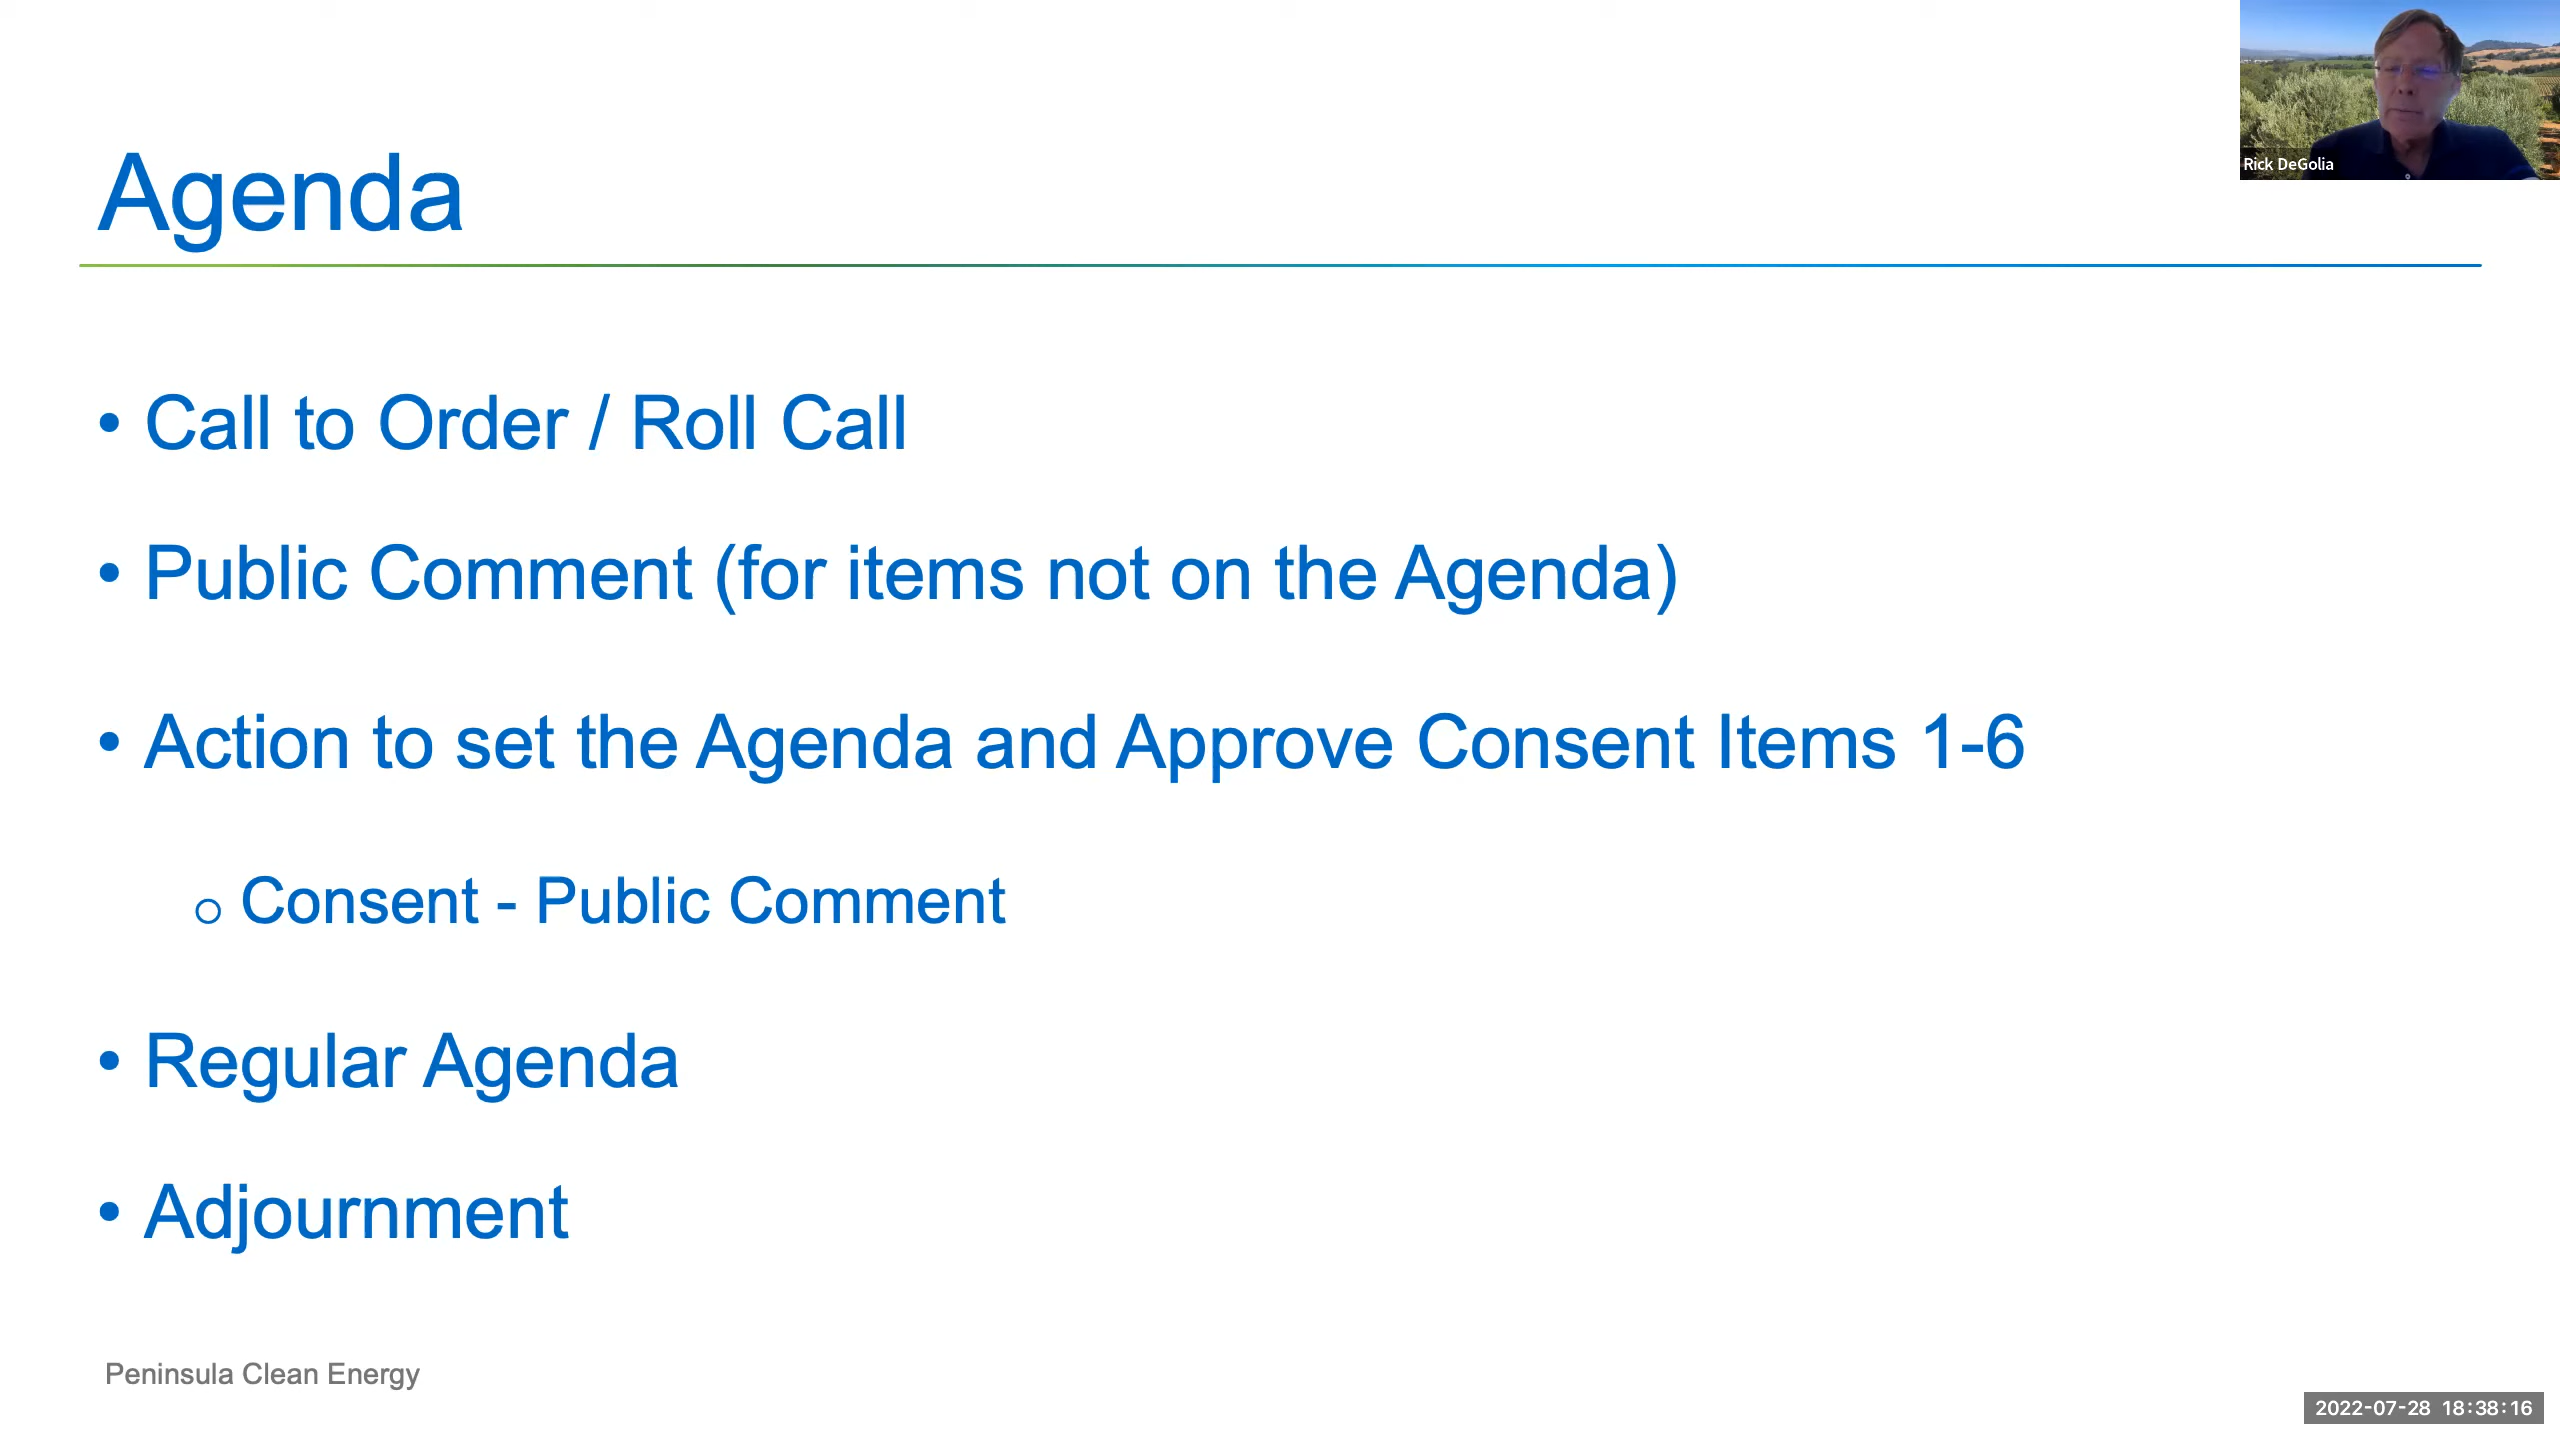 Rick DeGolia
Agenda
• Call to Order / Roll Call
• Public Comment (for items not on the Agenda)
• Action to set the Agenda and Approve Consent Items 1-6
o Consent - Public Comment
• Regular Agenda
• Adjournment
Peninsula Clean Energy
2022-07-28 18:38:16